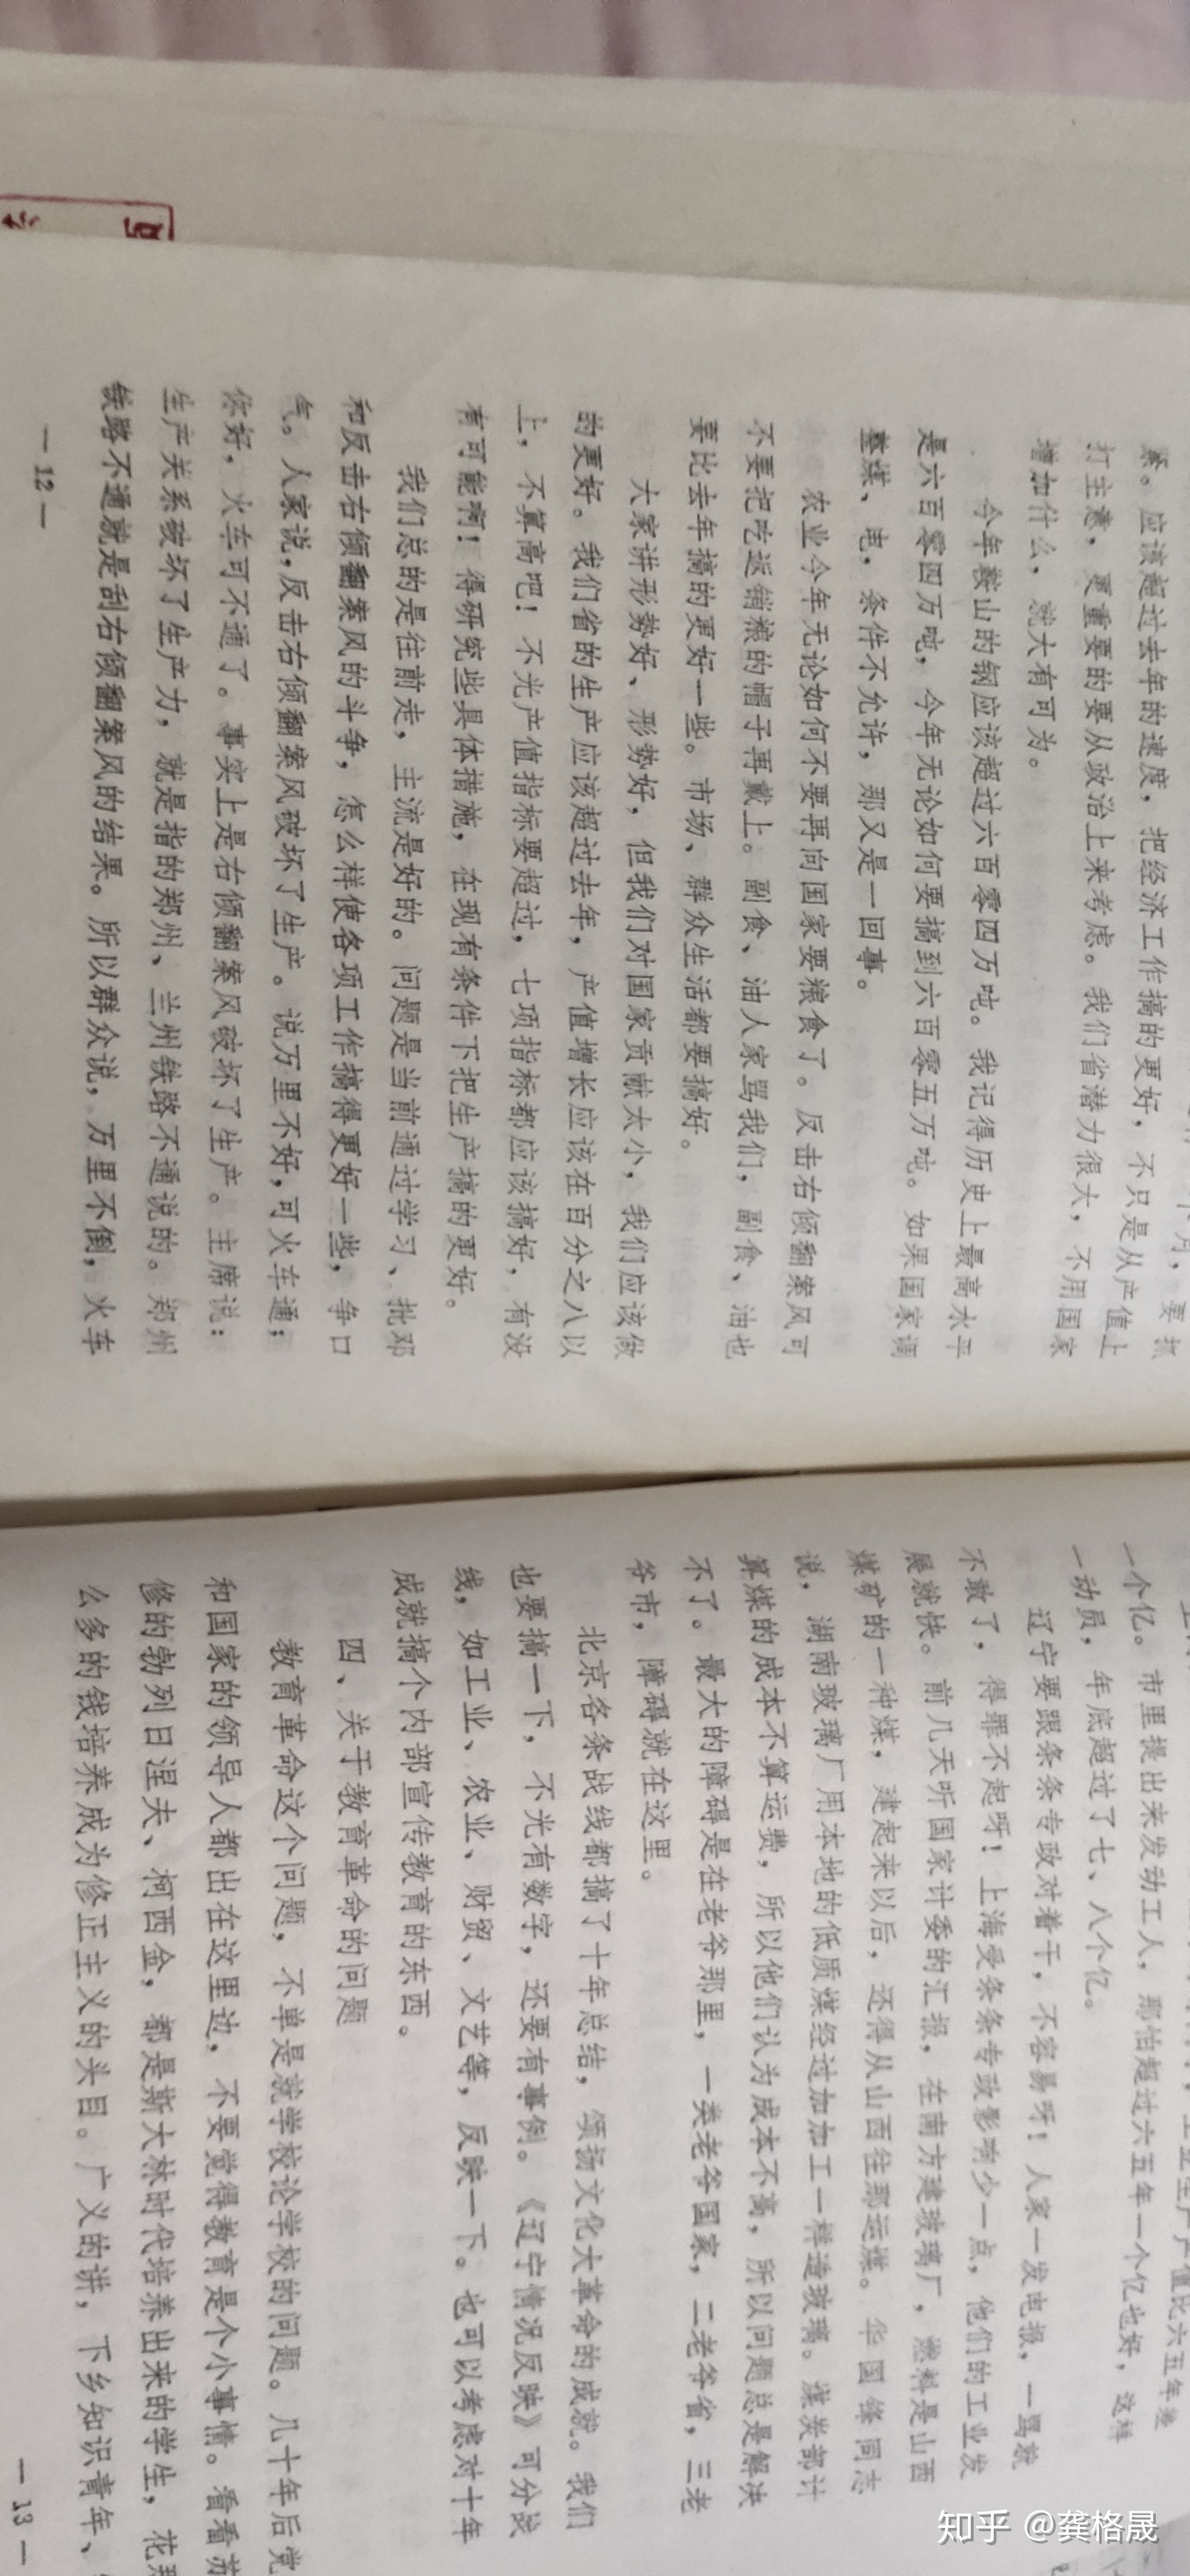 紧。应该超过去年的速度，把经济工作搞的更好，不只是从产值上
打主意，更重要的要从政治上来考虑。我们省潜力很大，不用国家
增加什么，就大有可为。
今年鞍山的钢应该超过六百零四万吨。我记得历史上最高水平
是六百零四万吨，今年无论如何要搞到六百零五万吨。如果国家调
整煤、电，条件不允许，那又是一回事。
农业今年无论如何不要再向国家要粮食了。反击右倾翻案风可
不要把吃返销粮的帽子再戴上。副食、油人家骂我们，副食、油也
要比去年搞的更好一些。市场、群众生活都要搞好。
大家讲形势好、形势好，但我们对国家贡献太小，我们应该做
的更好。我们省的生产应该超过去年，产值增长应该在百分之八以
上，不算高吧！不光产值指标要超过，七项指标都应该搞好，有没
有可能啊！得研究些具体措施，在现有条件下把生产搞的更好。
我们总的是往前走，主流是好的。问题是当前通过学习、批邓
和反击右倾翻案风的斗争，怎么样使各项工作搞得更好一些，争口
气。人家说，反击右倾翻案风破坏了生产。说万里不好，可火车通；
你好，火车可不通了。事实上是右倾翻案风破坏了生产。主席说：
生产关系破坏了生产力，就是指的郑州、兰州铁路不通说的。郑州
铁路不通就是刮右倾翻案风的结果。所以群众说，万里不倒，火车
— 12 —
一个亿。市里提出来发动工人，那怕超过六五年一个亿也好，这样
一动员，年底超过了七、八个亿。
辽宁要跟条条专政对着干，不容易呀！人家一发电报，一骂就
不敢了，得罪不起呀！上海受条条专政影响少一点，他们的工业发
展就快。前几天听国家计委的汇报，在南方建玻璃厂，燃料是山西
煤矿的一种煤，建起来以后，还得从山西往那运煤。华国锋同志
说，湖南玻璃厂用本地的低质煤经过加加工一样造玻璃。煤炭部计
算煤的成本不算运费，所以他们认为成本不高，所以问题总是解决
不了。最大的障碍是在老爷那里，一类老爷国家，二老爷省，三老
爷市，障碍就在这里。
北京各条战线都搞了十年总结，颂扬文化大革命的成就。我们
也要搞一下，不光有数字，还要有事例。《辽宁情况反映》可分战
线，如工业、农业、财贸、文艺等，反映一下。也可以考虑对十年
成就搞个内部宣传教育的东西。
四、关于教育革命的问题
教育革命这个问题，不单是就学校论学校的问题。几十年后党
和国家的领导人都出在这里边，不要觉得教育是个小事情。看看苏
修的勃列日涅夫、柯西金，都是斯大林时代培养出来的学生，花
么多的钱培养成为修正主义的头目。广义的讲，下乡知识青年、
— 13 —
知乎 @龚格晟